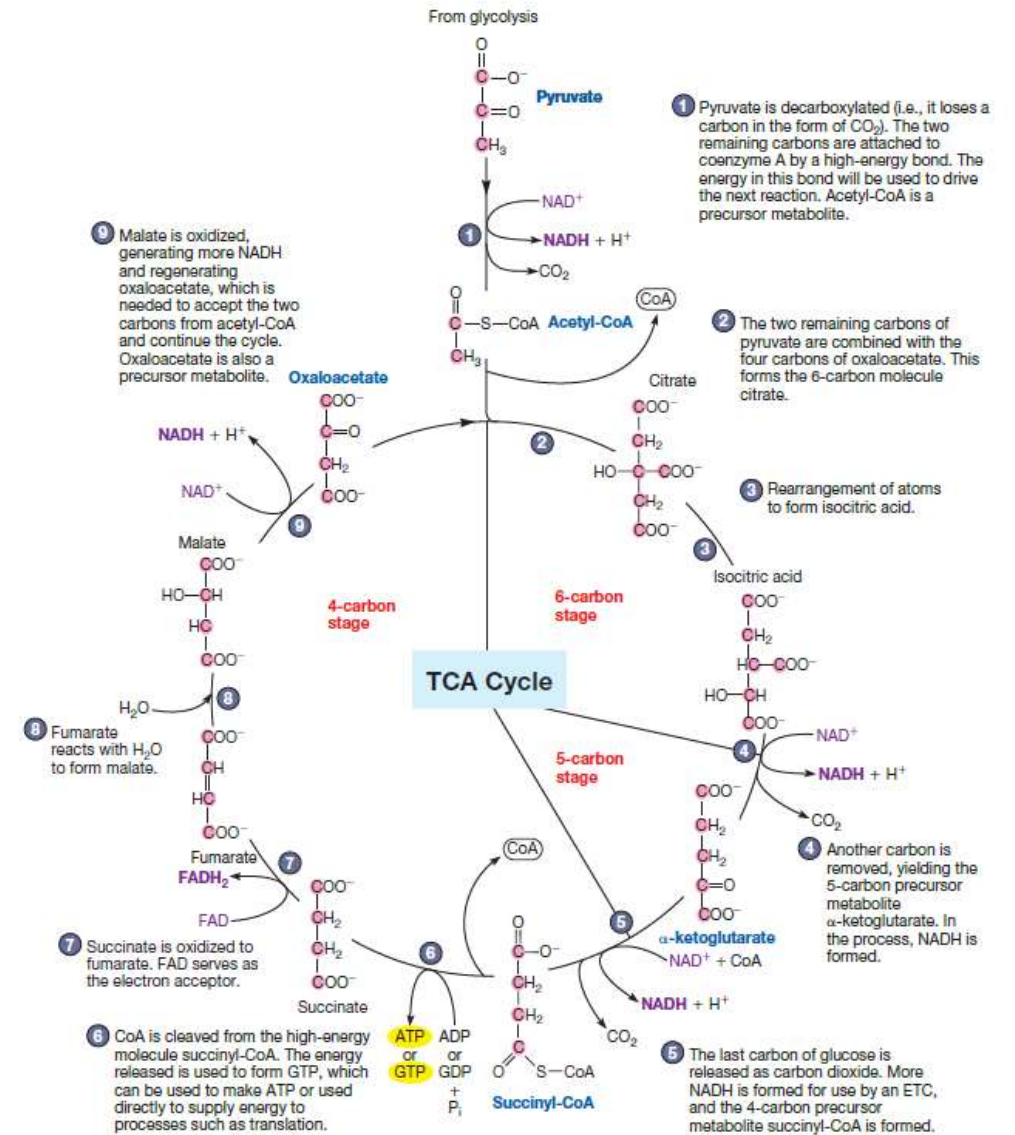 From glycolysis
O
C–O⁻
C=O
CH₃
Pyruvate
1 Pyruvate is decarboxylated (i.e., it loses a
carbon in the form of CO₂). The two
remaining carbons are attached to
coenzyme A by a high-energy bond. The
energy in this bond will be used to drive
the next reaction. Acetyl-CoA is a
precursor metabolite.
NAD⁺
1
NADH + H⁺
CO₂
O
C–S–CoA Acetyl-CoA
CH₃
CoA
2 The two remaining carbons of
pyruvate are combined with the
four carbons of oxaloacetate. This
forms the 6-carbon molecule
citrate.
9 Malate is oxidized,
generating more NADH
and regenerating
oxaloacetate, which is
needed to accept the two
carbons from acetyl-CoA
and continue the cycle.
Oxaloacetate is also a
precursor metabolite.
Oxaloacetate
COO⁻
C=O
CH₂
COO⁻
2
Citrate
COO⁻
CH₂
HO–C–COO⁻
CH₂
COO⁻
3 Rearrangement of atoms
to form isocitric acid.
3
Isocitric acid
COO⁻
CH₂
HC–COO⁻
HO–CH
COO⁻
NADH + H⁺
NAD⁺
9
Malate
COO⁻
HO–CH
HC
COO⁻
4-carbon
stage
6-carbon
stage
TCA Cycle
5-carbon
stage
H₂O
8
8 Fumarate
reacts with H₂O
to form malate.
COO⁻
CH
HC
COO⁻
Fumarate
4
NAD⁺
NADH + H⁺
CO₂
4 Another carbon is
removed, yielding the
5-carbon precursor
metabolite
α-ketoglutarate. In
the process, NADH is
formed.
COO⁻
CH₂
CH₂
C=O
COO⁻
α-ketoglutarate
7
FADH₂
FAD
7 Succinate is oxidized to
fumarate. FAD serves as
the electron acceptor.
COO⁻
CH₂
CH₂
COO⁻
Succinate
CoA
5
NAD⁺ + CoA
NADH + H⁺
CO₂
5 The last carbon of glucose is
released as carbon dioxide. More
NADH is formed for use by an ETC,
and the 4-carbon precursor
metabolite succinyl-CoA is formed.
O
C–O⁻
CH₂
CH₂
C
O S–CoA
Succinyl-CoA
6
ATP ADP
or or
GTP GDP
+
Pᵢ
6 CoA is cleaved from the high-energy
molecule succinyl-CoA. The energy
released is used to form GTP, which
can be used to make ATP or used
directly to supply energy to
processes such as translation.